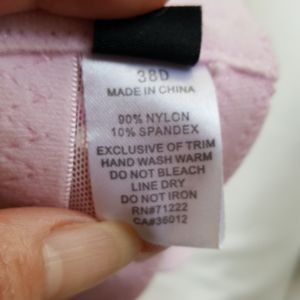 38D
MADE IN CHINA
90% NYLON
10% SPANDEX
EXCLUSIVE OF TRIM
HAND WASH WARM
DO NOT BLEACH
LINE DRY
DO NOT IRON
RN#71222
CA#36012